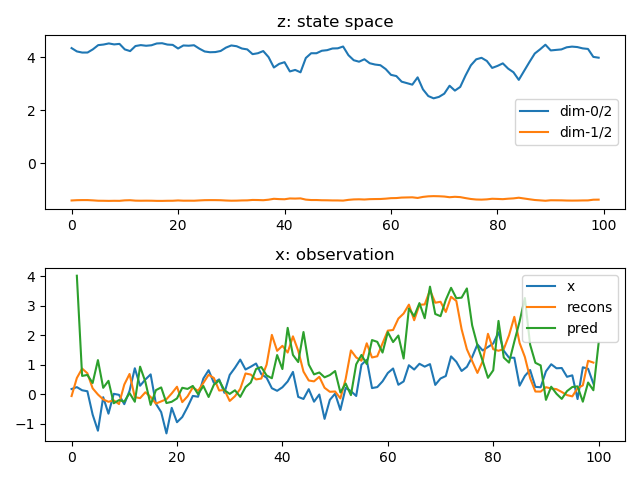 z: state space
4
2
0
dim-0/2
dim-1/2
0 20 40 60 80 100
x: observation
4
3
2
1
0
−1
x
recons
pred
0 20 40 60 80 100